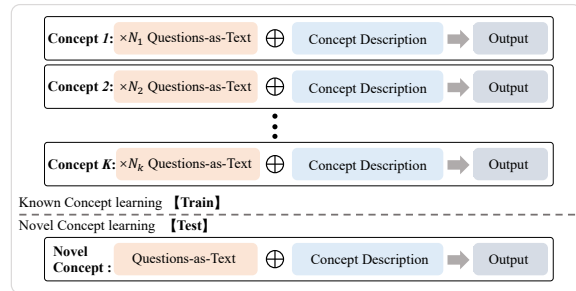 Concept 1: ×N₁ Questions-as-Text ⊕ Concept Description Output
Concept 2: ×N₂ Questions-as-Text ⊕ Concept Description Output
⋮
Concept K: ×Nₖ Questions-as-Text ⊕ Concept Description Output
Known Concept learning 【Train】
Novel Concept learning 【Test】
Novel
Concept : Questions-as-Text ⊕ Concept Description Output